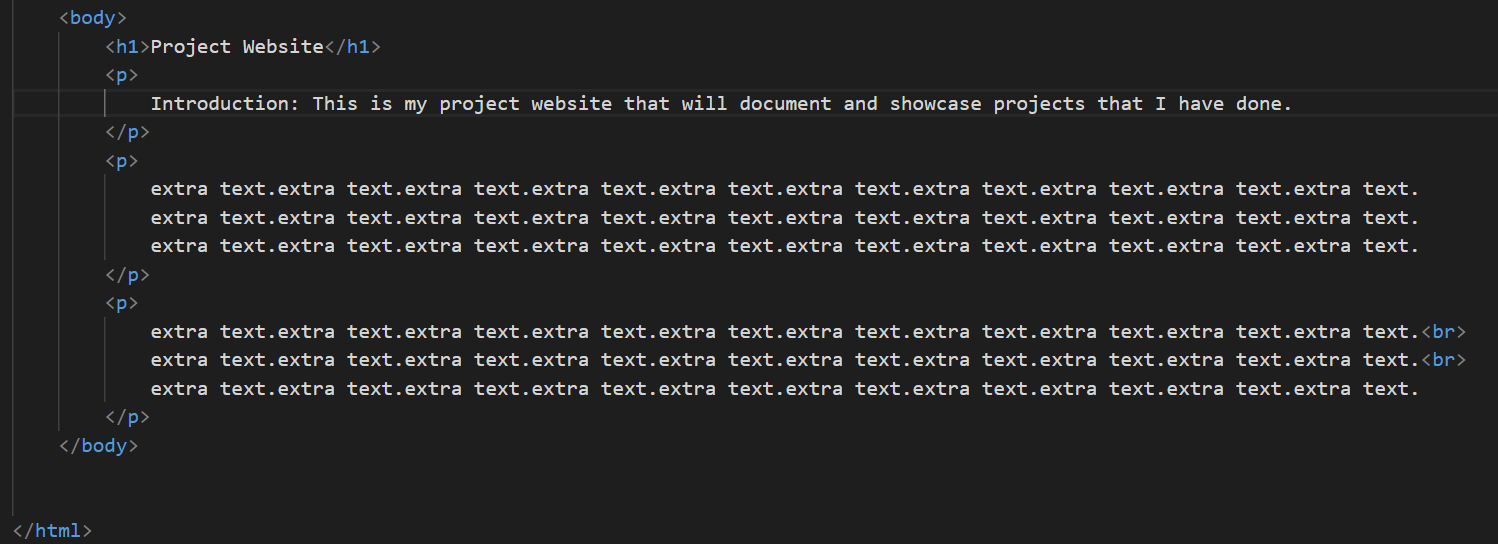 <body>
<h1>Project Website</h1>
<p>
Introduction: This is my project website that will document and showcase projects that I have done.
</p>
<p>
extra text.extra text.extra text.extra text.extra text.extra text.extra text.extra text.extra text.extra text.
extra text.extra text.extra text.extra text.extra text.extra text.extra text.extra text.extra text.extra text.
extra text.extra text.extra text.extra text.extra text.extra text.extra text.extra text.extra text.extra text.
</p>
<p>
extra text.extra text.extra text.extra text.extra text.extra text.extra text.extra text.extra text.extra text.<br>
extra text.extra text.extra text.extra text.extra text.extra text.extra text.extra text.extra text.extra text.<br>
extra text.extra text.extra text.extra text.extra text.extra text.extra text.extra text.extra text.extra text.
</p>
</body>
</html>